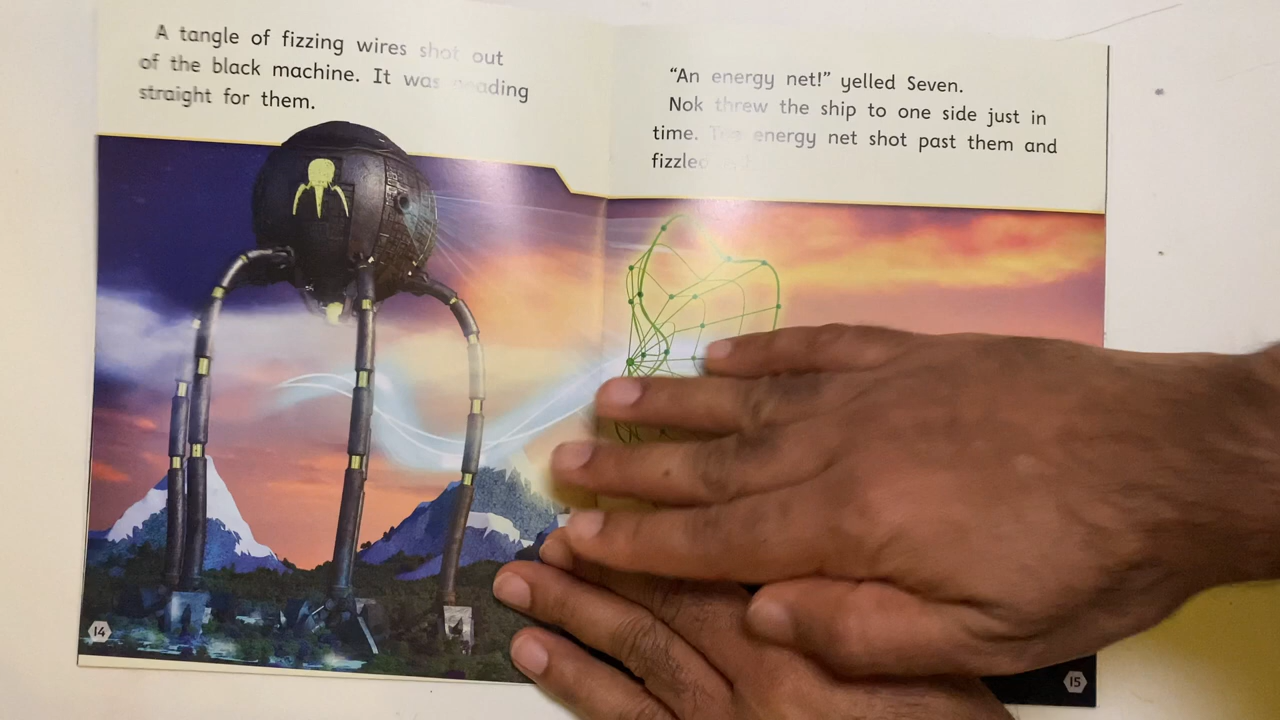 A tangle of fizzing wires shot out
of the black machine. It was heading
straight for them.
"An energy net!" yelled Seven.
Nok threw the ship to one side just in
time. The energy net shot past them and
fizzled
14
15